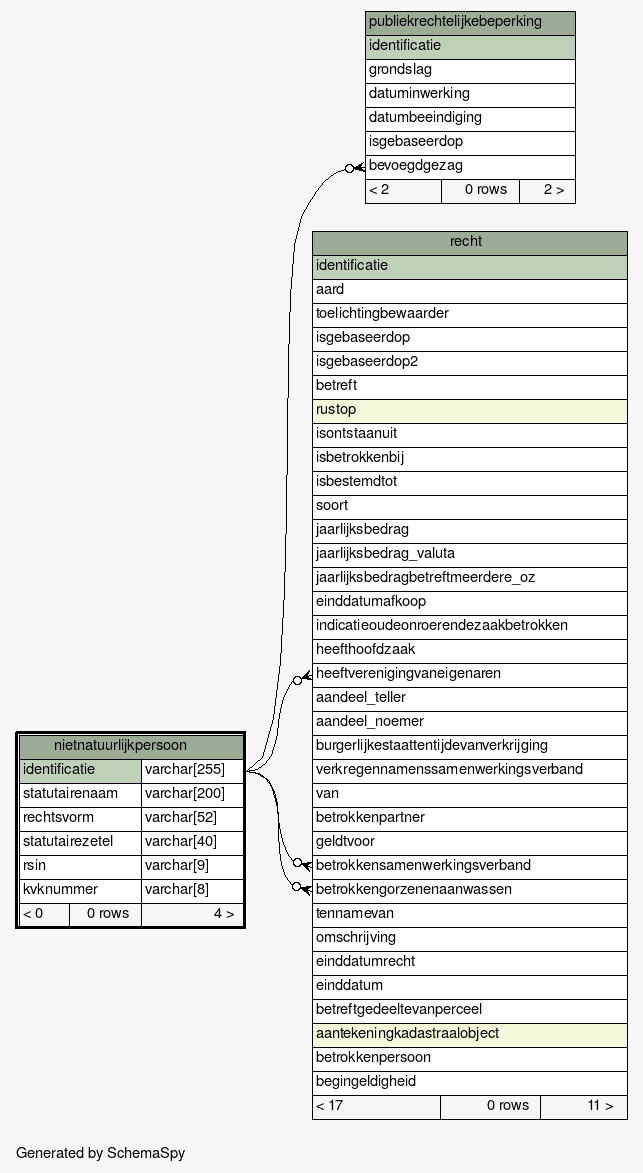 publiekrechtelijkebeperking
identificatie
grondslag
datuminwerking
datumbeeindiging
isgebaseerdop
bevoegdgezag
< 2 0 rows 2 >
recht
identificatie
aard
toelichtingbewaarder
isgebaseerdop
isgebaseerdop2
betreft
rustop
isontstaanuit
isbetrokkenbij
isbestemdtot
soort
jaarlijksbedrag
jaarlijksbedrag_valuta
jaarlijksbedragbetreftmeerdere_oz
einddatumafkoop
indicatieoudeonroerendezaakbetrokken
heefthoofdzaak
heeftverenigingvaneigenaren
aandeel_teller
aandeel_noemer
burgerlijkestaattentijdevanverkrijging
verkregennamenssamenwerkingsverband
van
betrokkenpartner
geldtvoor
betrokkensamenwerkingsverband
betrokkengorzenenaanwassen
tennamevan
omschrijving
einddatumrecht
einddatum
betreftgedeeltevanperceel
aantekeningkadastraalobject
betrokkenpersoon
begingeldigheid
< 17 0 rows 11 >
nietnatuurlijkpersoon
identificatie varchar[255]
statutairenaam varchar[200]
rechtsvorm varchar[52]
statutairezetel varchar[40]
rsin varchar[9]
kvknummer varchar[8]
< 0 0 rows 4 >
Generated by SchemaSpy